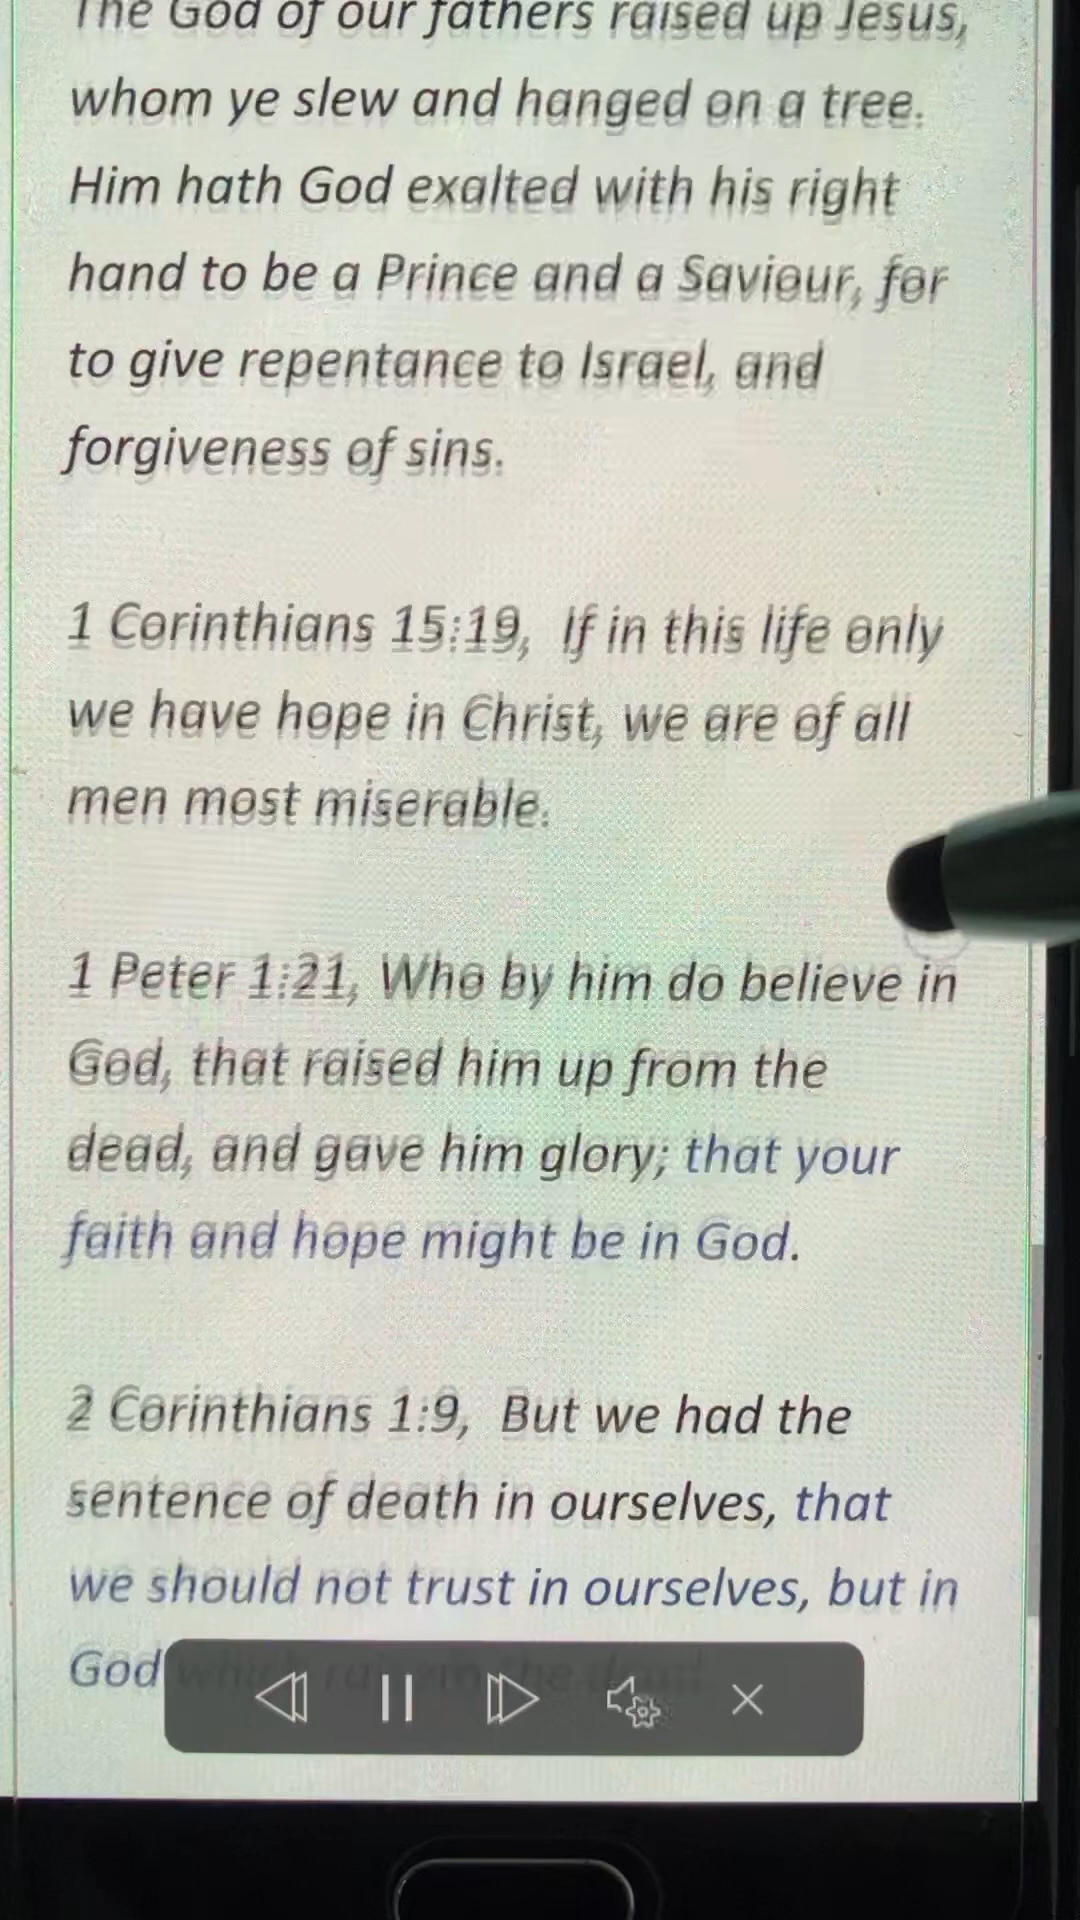 The God of our fathers raised up Jesus,
whom ye slew and hanged on a tree.
Him hath God exalted with his right
hand to be a Prince and a Saviour, for
to give repentance to Israel, and
forgiveness of sins.
1 Corinthians 15:19,  If in this life only
we have hope in Christ, we are of all
men most miserable.
1 Peter 1:21, Who by him do believe in
God, that raised him up from the
dead, and gave him glory; that your
faith and hope might be in God.
2 Corinthians 1:9,  But we had the
sentence of death in ourselves, that
we should not trust in ourselves, but in
God which raiseth the dead.